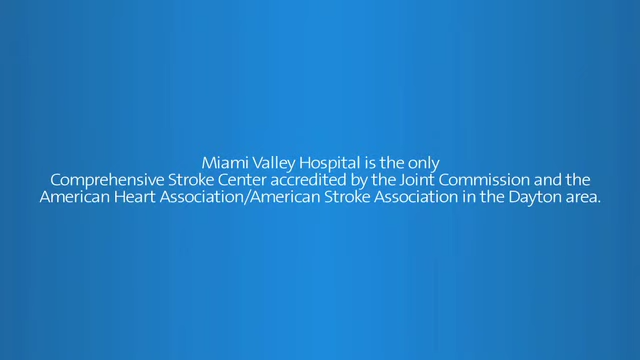 Miami Valley Hospital is the only
Comprehensive Stroke Center accredited by the Joint Commission and the
American Heart Association/American Stroke Association in the Dayton area.